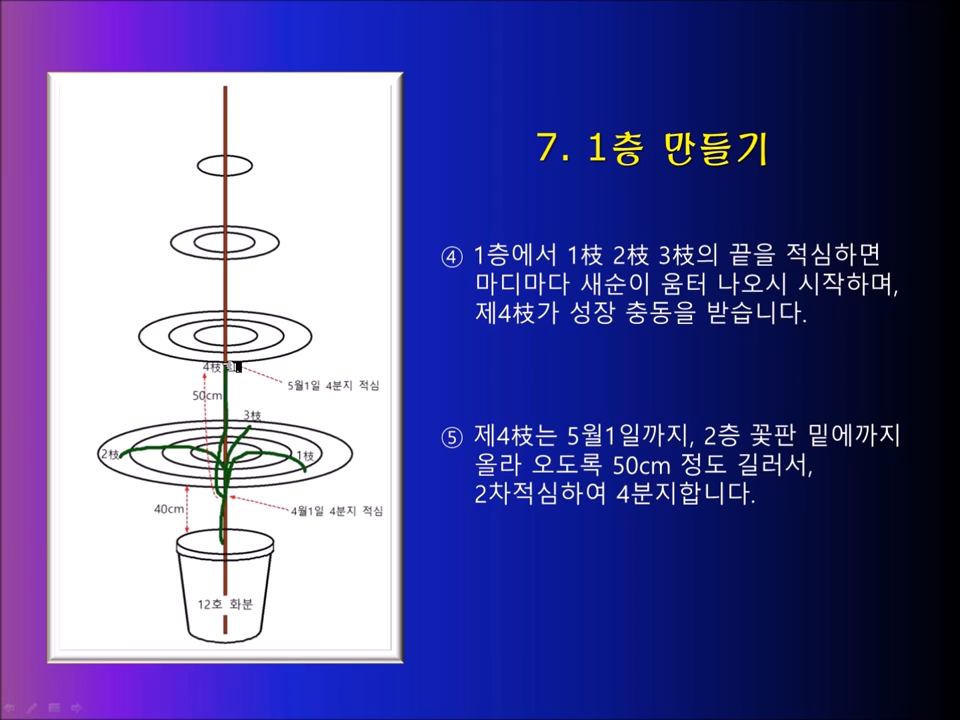 7. 1층 만들기
④ 1층에서 1枝 2枝 3枝의 끝을 적심하면
마디마다 새순이 움터 나오시 시작하며,
제4枝가 성장 충동을 받습니다.
⑤ 제4枝는 5월1일까지, 2층 꽃판 밑에까지
올라 오도록 50cm 정도 길러서,
2차적심하여 4분지합니다.
4枝
5월1일 4분지 적심
50cm
3枝
2枝
1枝
40cm
4월1일 4분지 적심
12호 화분